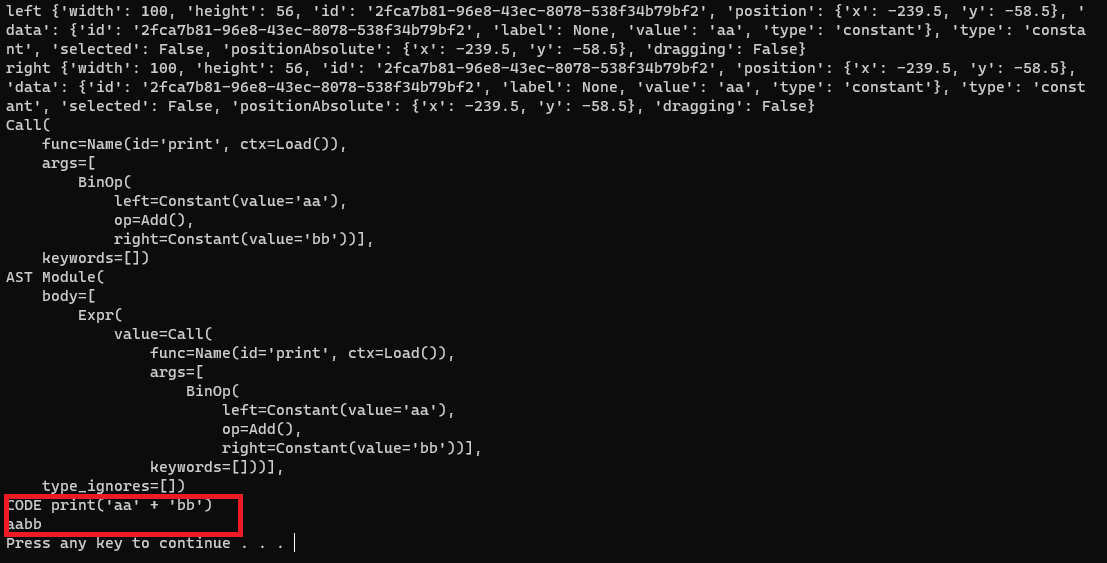 left {'width': 100, 'height': 56, 'id': '2fca7b81-96e8-43ec-8078-538f34b79bf2', 'position': {'x': -239.5, 'y': -58.5}, '
data': {'id': '2fca7b81-96e8-43ec-8078-538f34b79bf2', 'label': None, 'value': 'aa', 'type': 'constant'}, 'type': 'consta
nt', 'selected': False, 'positionAbsolute': {'x': -239.5, 'y': -58.5}, 'dragging': False}
right {'width': 100, 'height': 56, 'id': '2fca7b81-96e8-43ec-8078-538f34b79bf2', 'position': {'x': -239.5, 'y': -58.5},
'data': {'id': '2fca7b81-96e8-43ec-8078-538f34b79bf2', 'label': None, 'value': 'aa', 'type': 'constant'}, 'type': 'const
ant', 'selected': False, 'positionAbsolute': {'x': -239.5, 'y': -58.5}, 'dragging': False}
Call(
    func=Name(id='print', ctx=Load()),
    args=[
        BinOp(
            left=Constant(value='aa'),
            op=Add(),
            right=Constant(value='bb'))],
    keywords=[])
AST Module(
    body=[
        Expr(
            value=Call(
                func=Name(id='print', ctx=Load()),
                args=[
                    BinOp(
                        left=Constant(value='aa'),
                        op=Add(),
                        right=Constant(value='bb'))],
                keywords=[]))],
    type_ignores=[])
CODE print('aa' + 'bb')
aabb
Press any key to continue . . .